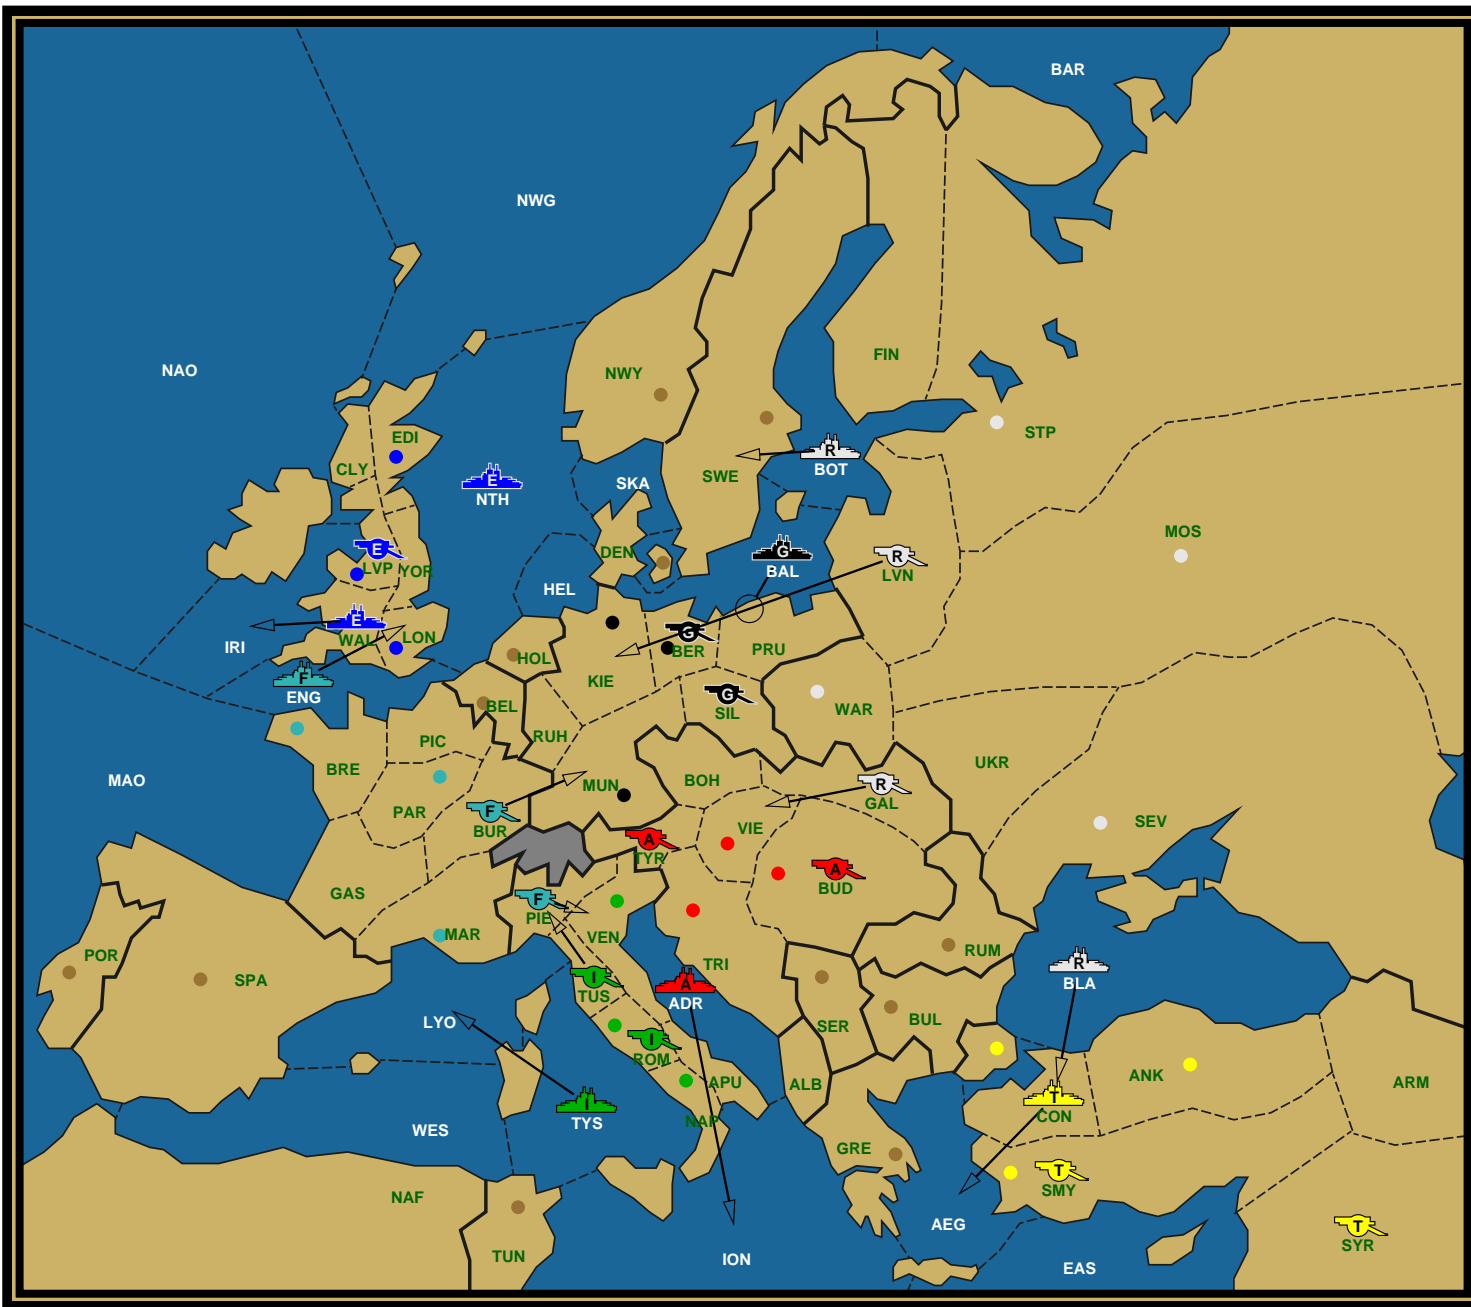 BAR
NWG
NAO
FIN
NWY
EDI
STP
CLY
SWE
R
BOT
SKA
E
NTH
MOS
E
LVP
YOR
DEN
G
BAL
R
LVN
HEL
E
WAL
LON
IRI
G
BER
PRU
HOL
KIE
F
ENG
G
SIL
WAR
BEL
RUH
PIC
BRE
UKR
MAO
MUN
BOH
R
GAL
PAR
F
BUR
VIE
SEV
A
TYR
A
BUD
GAS
F
PIE
MAR
VEN
POR
SPA
TRI
RUM
R
BLA
I
TUS
A
ADR
LYO
SER
BUL
I
ROM
APU
ALB
ANK
ARM
I
TYS
T
CON
WES
NAP
GRE
T
SMY
NAF
AEG
T
SYR
TUN
ION
EAS